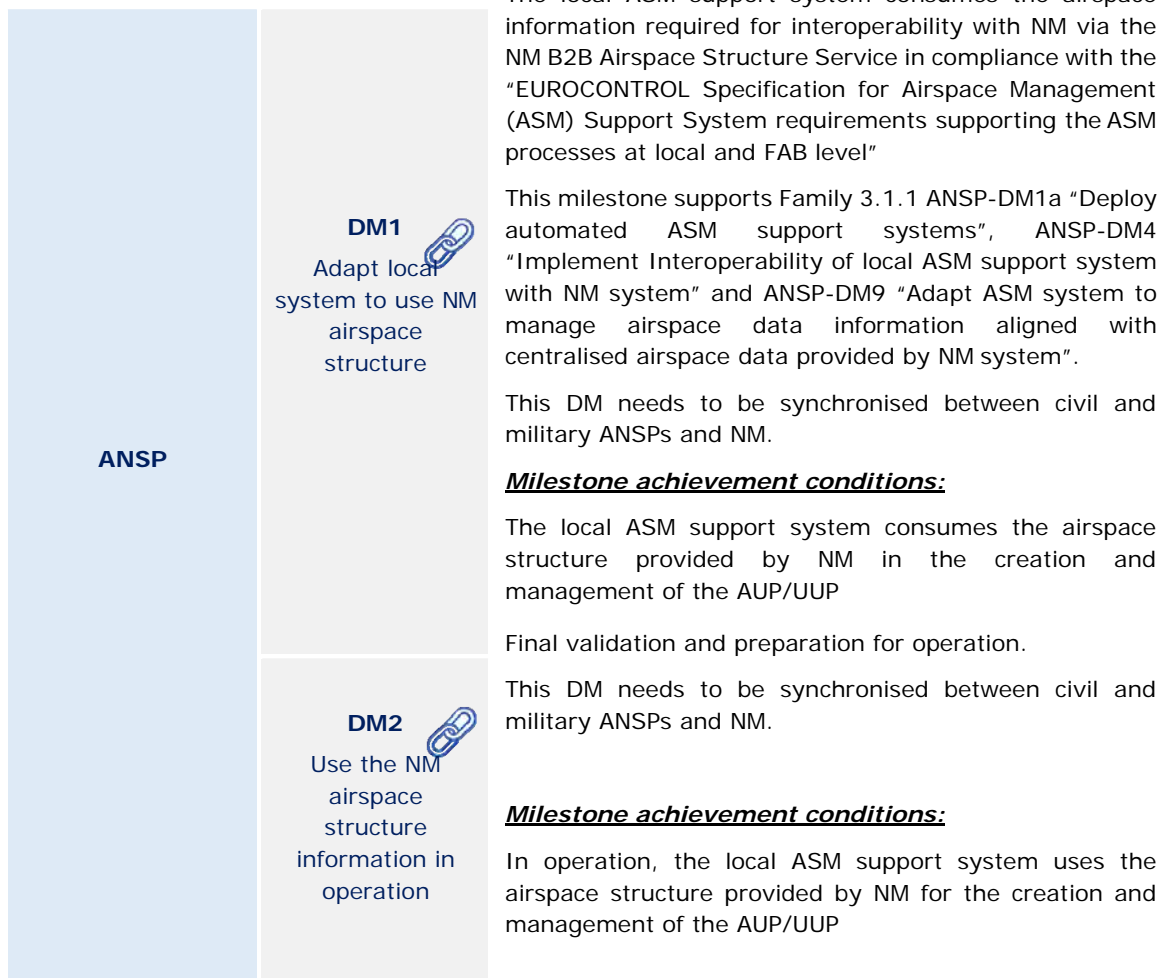 ANSP
DM1
Adapt local
system to use NM
airspace
structure
The local ASM support system consumes the airspace
information required for interoperability with NM via the
NM B2B Airspace Structure Service in compliance with the
“EUROCONTROL Specification for Airspace Management
(ASM) Support System requirements supporting the ASM
processes at local and FAB level”
This milestone supports Family 3.1.1 ANSP-DM1a “Deploy
automated ASM support systems”, ANSP-DM4
“Implement Interoperability of local ASM support system
with NM system” and ANSP-DM9 “Adapt ASM system to
manage airspace data information aligned with
centralised airspace data provided by NM system”.
This DM needs to be synchronised between civil and
military ANSPs and NM.
Milestone achievement conditions:
The local ASM support system consumes the airspace
structure provided by NM in the creation and
management of the AUP/UUP
DM2
Use the NM
airspace
structure
information in
operation
Final validation and preparation for operation.
This DM needs to be synchronised between civil and
military ANSPs and NM.
Milestone achievement conditions:
In operation, the local ASM support system uses the
airspace structure provided by NM for the creation and
management of the AUP/UUP